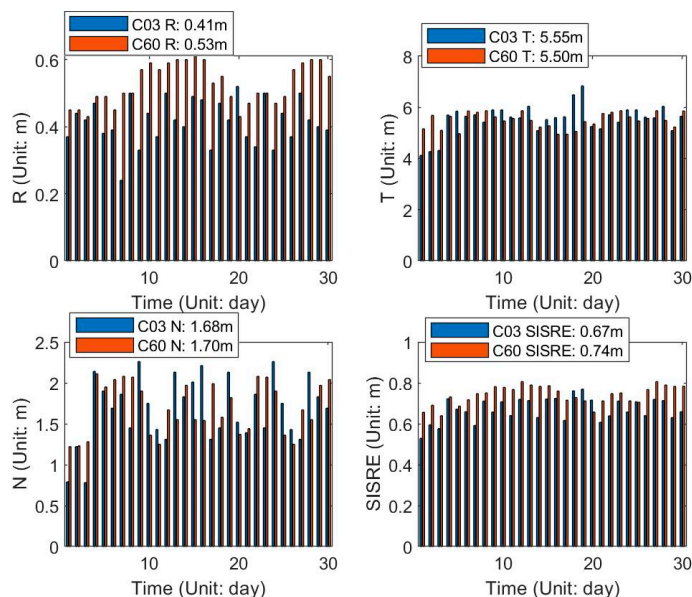 C03 R: 0.41m
C60 R: 0.53m
0.6
0.4
0.2
0
R (Unit: m)
10
20
30
Time (Unit: day)
C03 T: 5.55m
C60 T: 5.50m
8
6
4
2
0
T (Unit: m)
10
20
30
Time (Unit: day)
C03 N: 1.68m
C60 N: 1.70m
2.5
2
1.5
1
0.5
0
N (Unit: m)
10
20
30
Time (Unit: day)
C03 SISRE: 0.67m
C60 SISRE: 0.74m
1
0.8
0.6
0.4
0.2
0
SISRE (Unit: m)
10
20
30
Time (Unit: day)